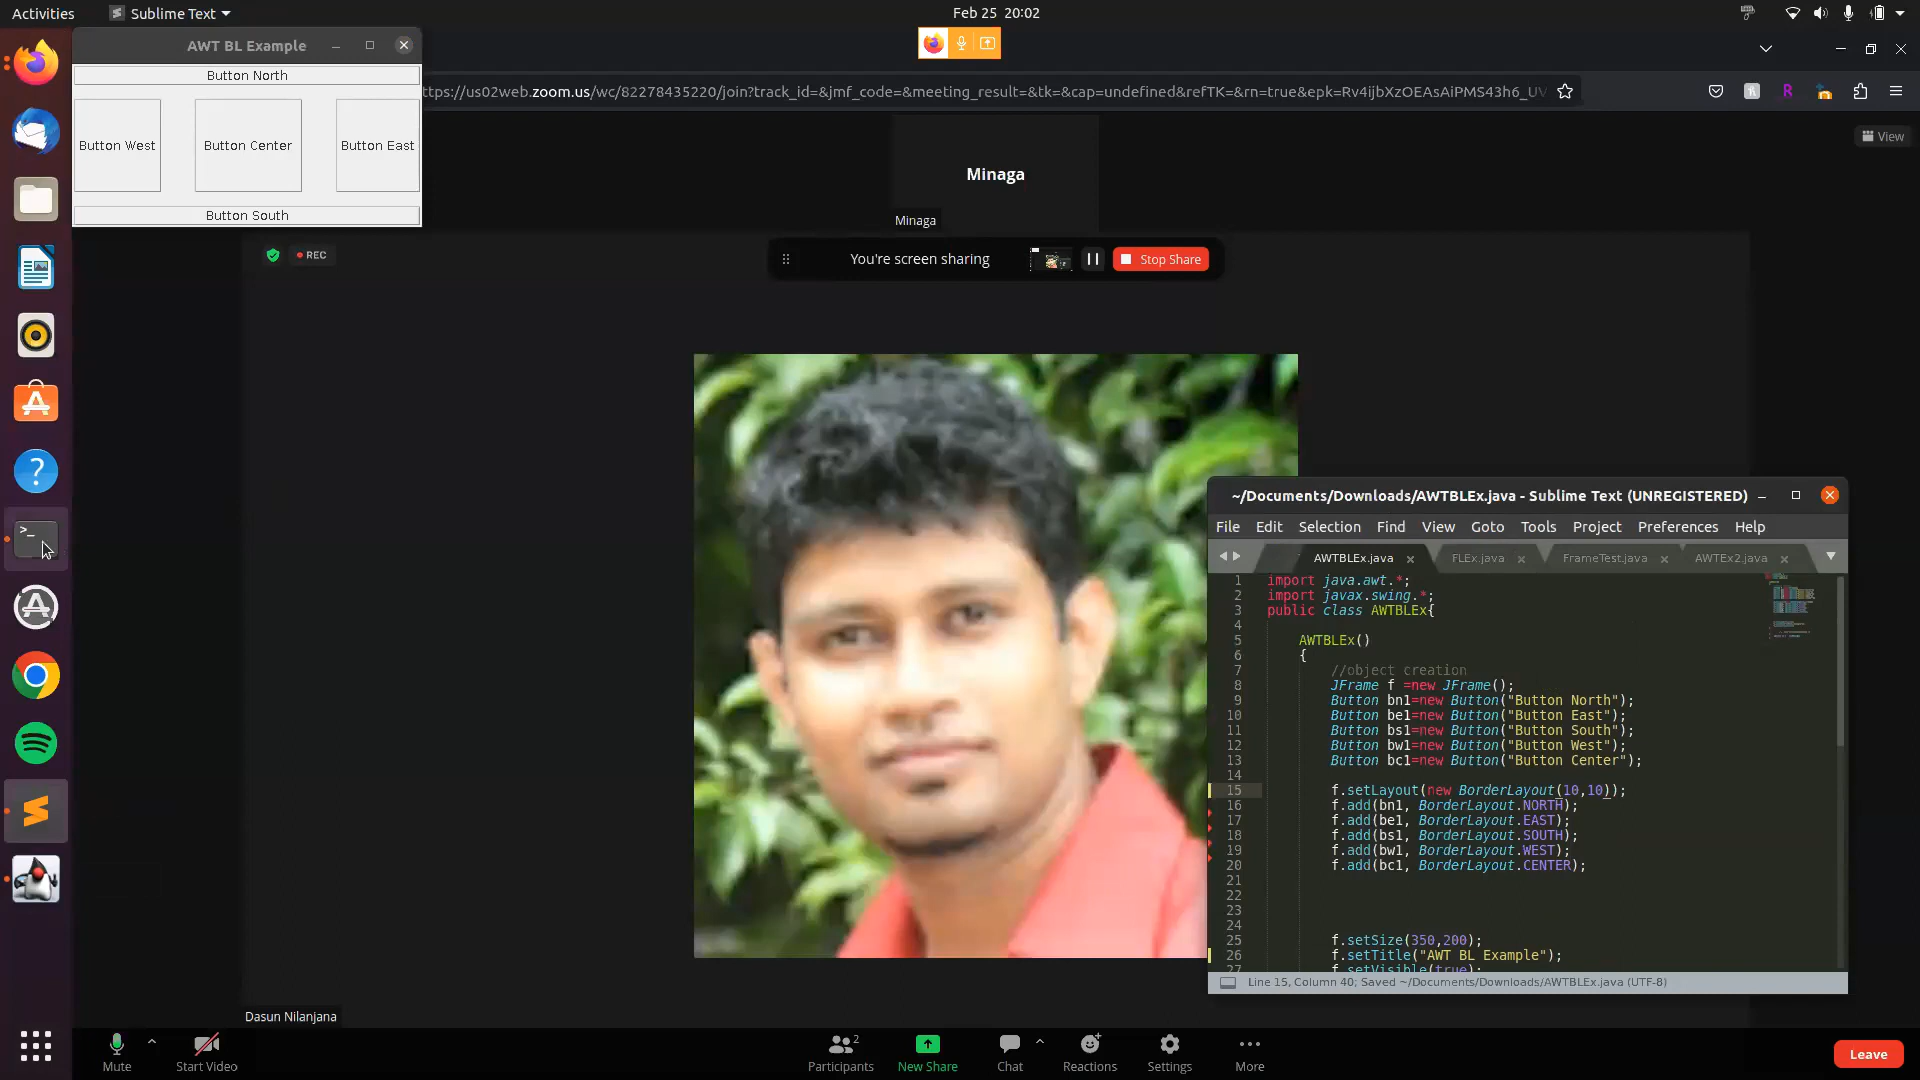 Activities
Sublime Text
Feb 25 20:02
AWT BL Example
Button North
Button West
Button Center
Button East
Button South
ttps://us02web.zoom.us/wc/82278435220/join?track_id=&jmf_code=&meeting_result=&tk=&cap=undefined&refTK=&rn=true&epk=Rv4ijbXzOEAsAiPMS43h6_UV
View
Minaga
Minaga
REC
You're screen sharing
Stop Share
~/Documents/Downloads/AWTBLEx.java - Sublime Text (UNREGISTERED)
File Edit Selection Find View Goto Tools Project Preferences Help
AWTBLEx.java FLEx.java FrameTest.java AWTEx2.java
1 import java.awt.*;
2 import javax.swing.*;
3 public class AWTBLEx{
4
5 AWTBLEx()
6 {
7 //object creation
8 JFrame f =new JFrame();
9 Button bn1=new Button("Button North");
10 Button be1=new Button("Button East");
11 Button bs1=new Button("Button South");
12 Button bw1=new Button("Button West");
13 Button bc1=new Button("Button Center");
14
15 f.setLayout(new BorderLayout(10,10));
16 f.add(bn1, BorderLayout.NORTH);
17 f.add(be1, BorderLayout.EAST);
18 f.add(bs1, BorderLayout.SOUTH);
19 f.add(bw1, BorderLayout.WEST);
20 f.add(bc1, BorderLayout.CENTER);
21
22
23
24
25 f.setSize(350,200);
26 f.setTitle("AWT BL Example");
27 f.setVisible(true);
Line 15, Column 40; Saved ~/Documents/Downloads/AWTBLEx.java (UTF-8)
Dasun Nilanjana
Mute
Start Video
Participants 2
New Share
Chat
Reactions
Settings
More
Leave